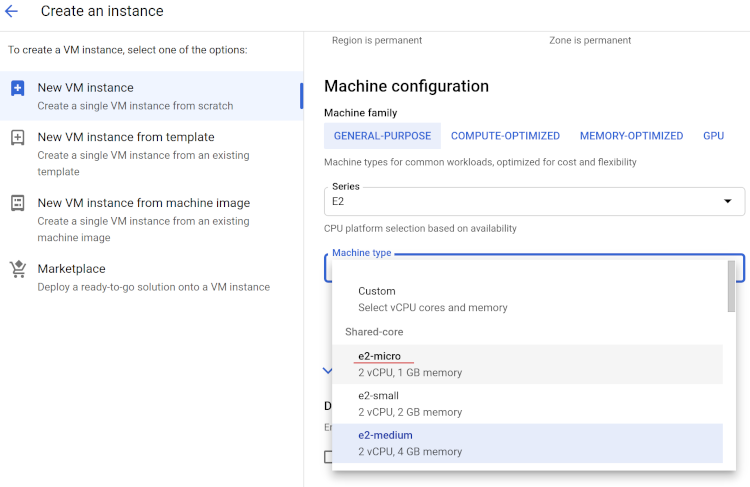 Create an instance
To create a VM instance, select one of the options:
New VM instance
Create a single VM instance from scratch
New VM instance from template
Create a single VM instance from an existing
template
New VM instance from machine image
Create a single VM instance from an existing
machine image
Marketplace
Deploy a ready-to-go solution onto a VM instance
Region is permanent
Zone is permanent
Machine configuration
Machine family
GENERAL-PURPOSE COMPUTE-OPTIMIZED MEMORY-OPTIMIZED GPU
Machine types for common workloads, optimized for cost and flexibility
Series
E2
CPU platform selection based on availability
Machine type
Custom
Select vCPU cores and memory
Shared-core
e2-micro
2 vCPU, 1 GB memory
e2-small
2 vCPU, 2 GB memory
e2-medium
2 vCPU, 4 GB memory